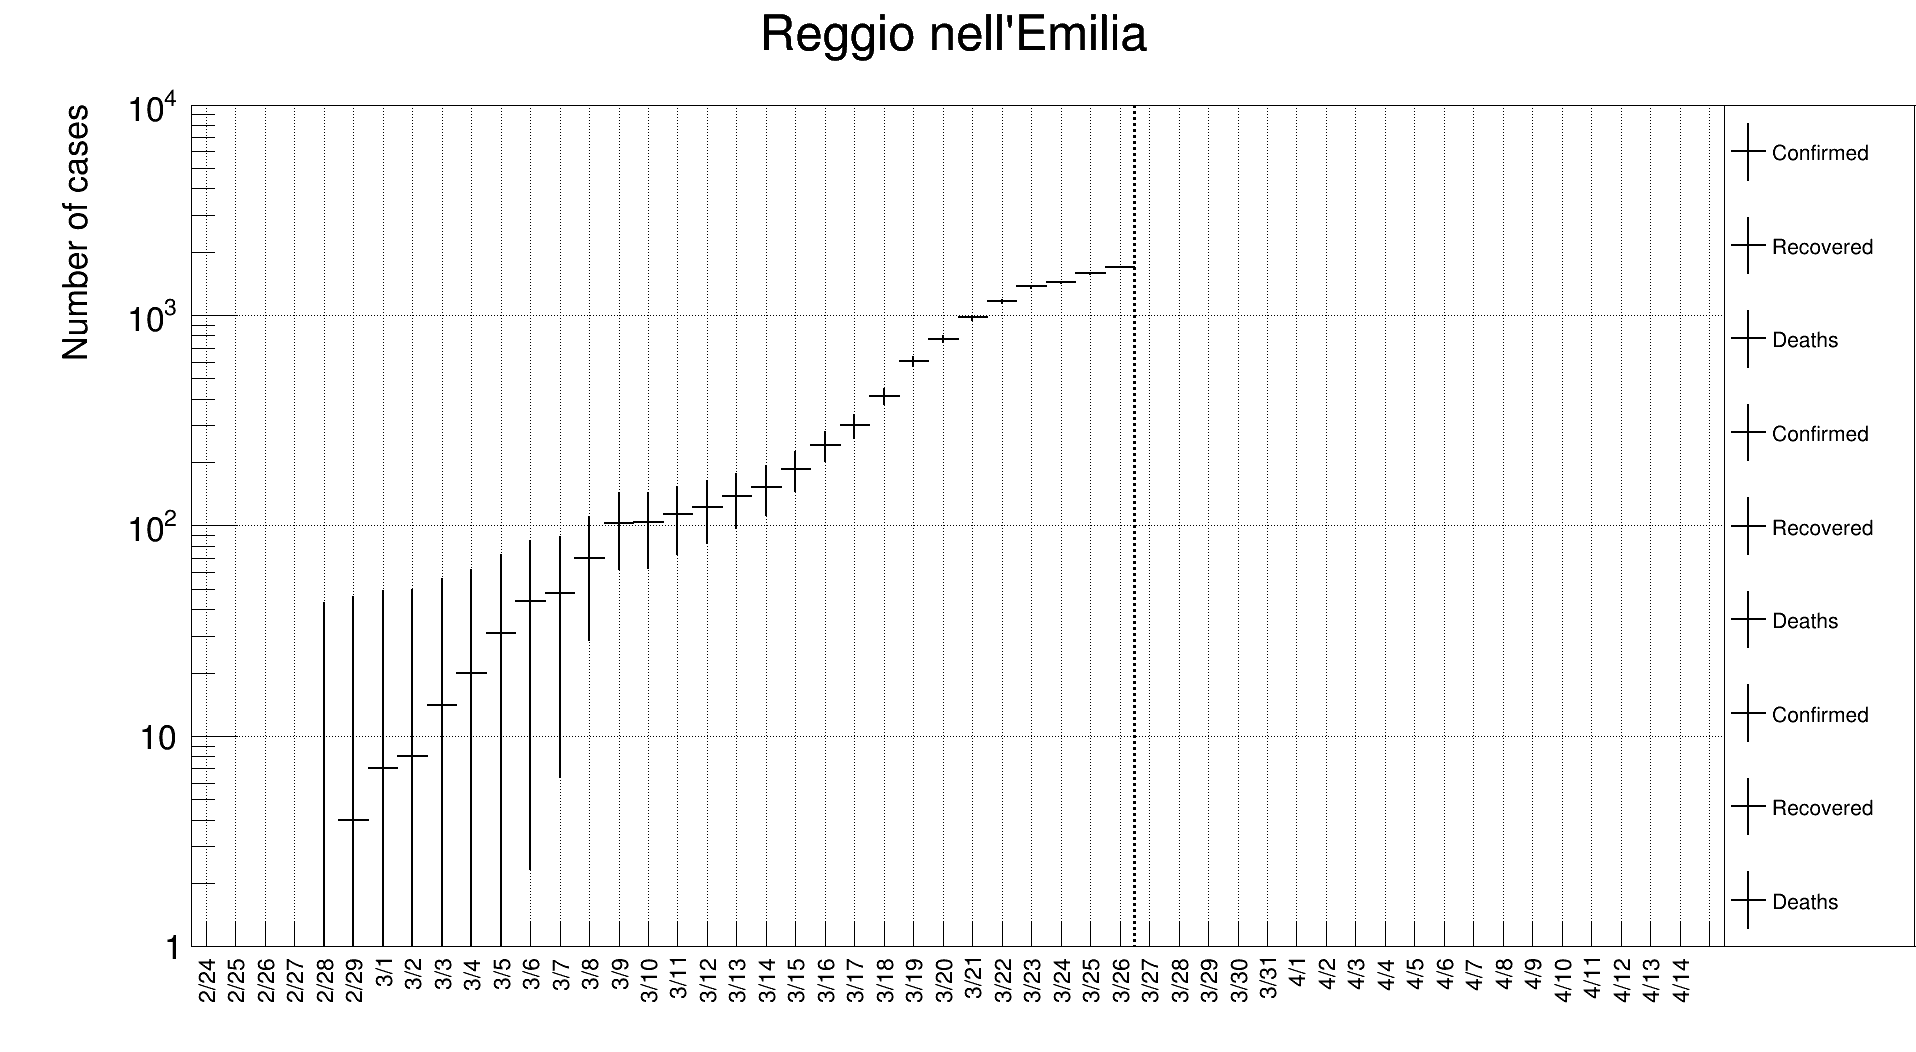 Reggio nell'Emilia
Number of cases
10^4
10^3
10^2
10
1
2/24 2/25 2/26 2/27 2/28 2/29 3/1 3/2 3/3 3/4 3/5 3/6 3/7 3/8 3/9 3/10 3/11 3/12 3/13 3/14 3/15 3/16 3/17 3/18 3/19 3/20 3/21 3/22 3/23 3/24 3/25 3/26 3/27 3/28 3/29 3/30 3/31 4/1 4/2 4/3 4/4 4/5 4/6 4/7 4/8 4/9 4/10 4/11 4/12 4/13 4/14
Confirmed
Recovered
Deaths
Confirmed
Recovered
Deaths
Confirmed
Recovered
Deaths